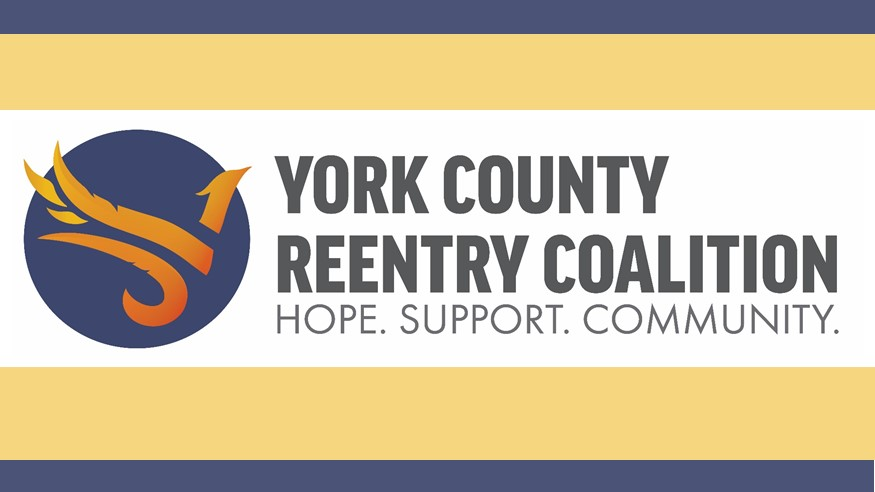 YORK COUNTY
REENTRY COALITION
HOPE. SUPPORT. COMMUNITY.